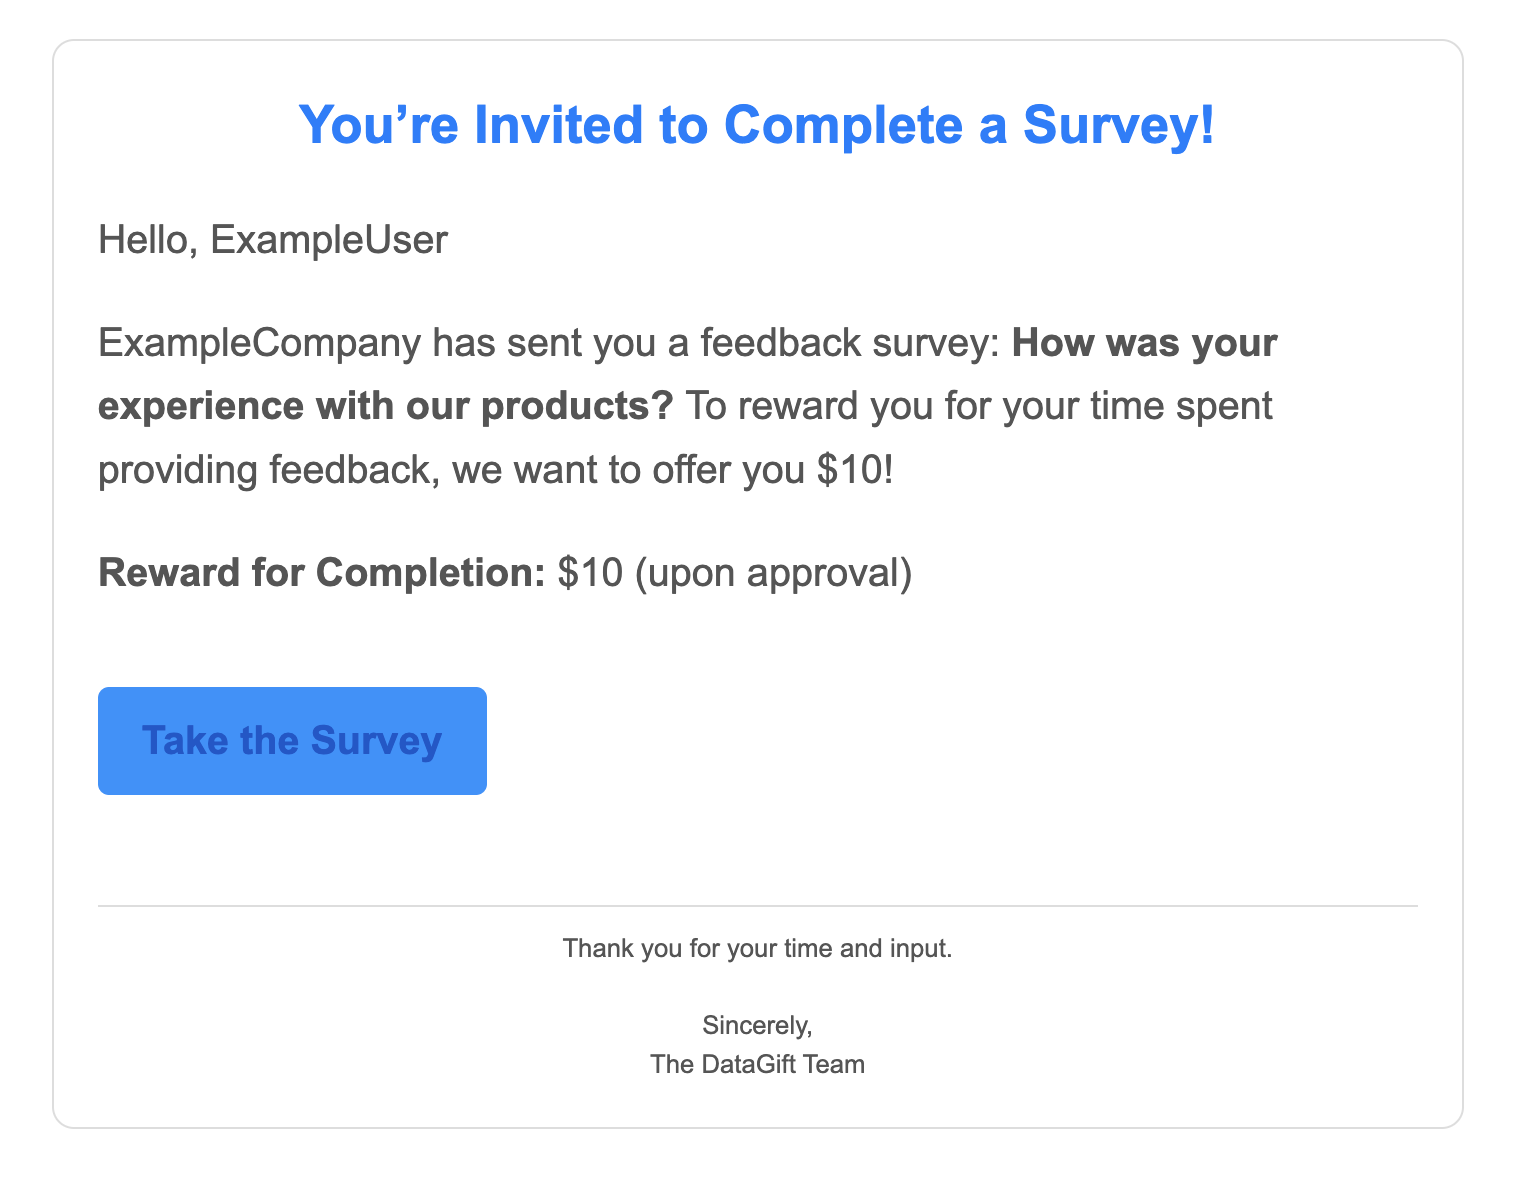 You’re Invited to Complete a Survey!
Hello, ExampleUser
ExampleCompany has sent you a feedback survey: How was your
experience with our products? To reward you for your time spent
providing feedback, we want to offer you $10!
Reward for Completion: $10 (upon approval)
Take the Survey
Thank you for your time and input.
Sincerely,
The DataGift Team